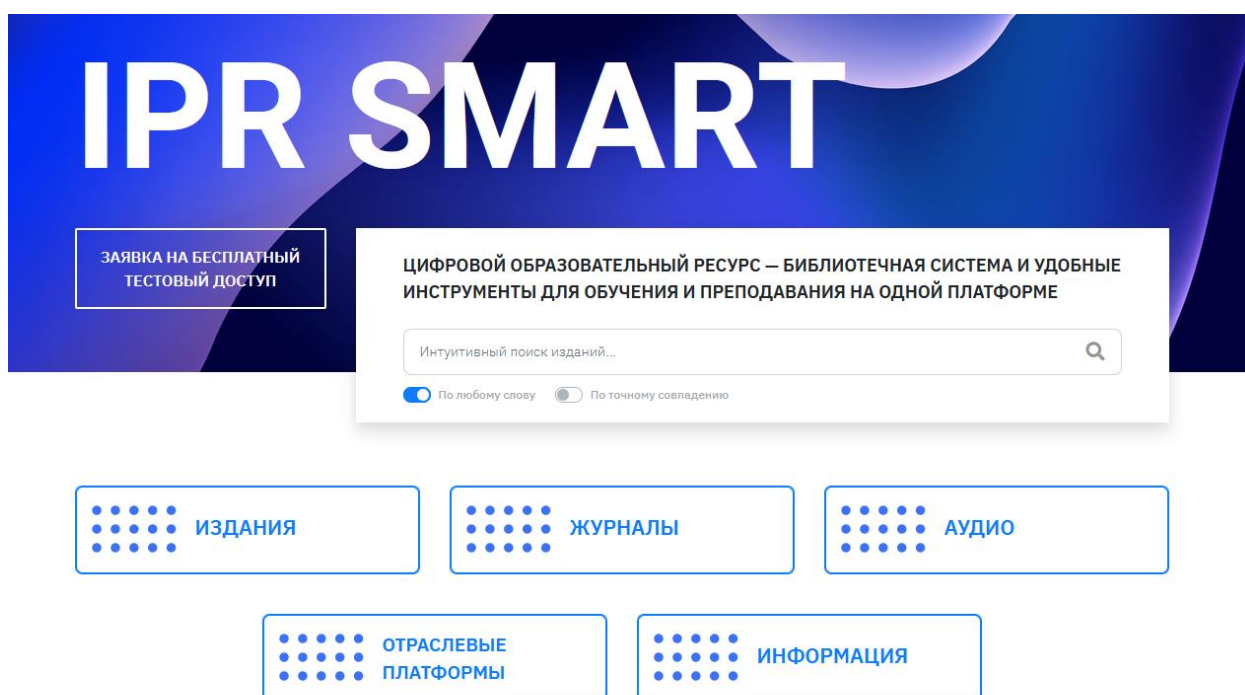 IPR SMART
ЗАЯВКА НА БЕСПЛАТНЫЙ
ТЕСТОВЫЙ ДОСТУП
ЦИФРОВОЙ ОБРАЗОВАТЕЛЬНЫЙ РЕСУРС — БИБЛИОТЕЧНАЯ СИСТЕМА И УДОБНЫЕ
ИНСТРУМЕНТЫ ДЛЯ ОБУЧЕНИЯ И ПРЕПОДАВАНИЯ НА ОДНОЙ ПЛАТФОРМЕ
Интуитивный поиск изданий...
По любому слову По точному совпадению
ИЗДАНИЯ
ЖУРНАЛЫ
АУДИО
ОТРАСЛЕВЫЕ
ПЛАТФОРМЫ
ИНФОРМАЦИЯ